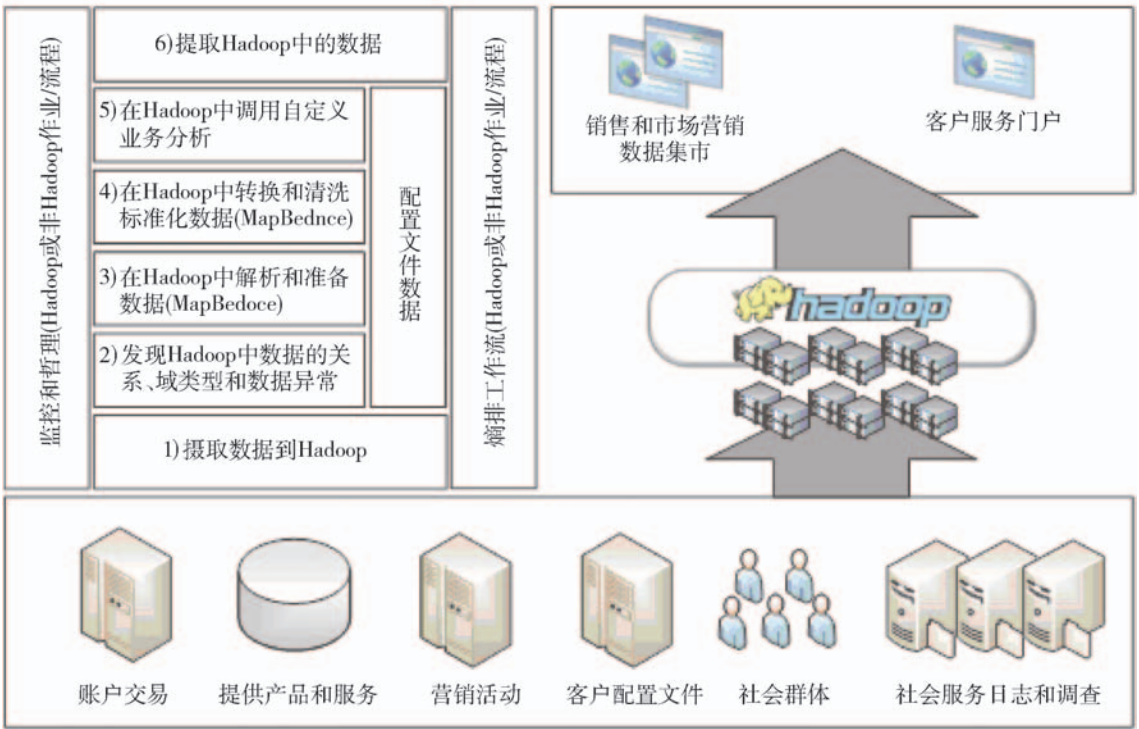 监控和哲理(Hadoop或非Hadoop作业/流程)
6)提取Hadoop中的数据
5)在Hadoop中调用自定义
业务分析
4)在Hadoop中转换和清洗
标准化数据(MapBednce)
3)在Hadoop中解析和准备
数据(MapBedoce)
2)发现Hadoop中数据的关
系、域类型和数据异常
1)摄取数据到Hadoop
配置文件数据
熵排工作流(Hadoop或非Hadoop作业/流程)
销售和市场营销
数据集市
客户服务门户
hadoop
账户交易
提供产品和服务
营销活动
客户配置文件
社会群体
社会服务日志和调查